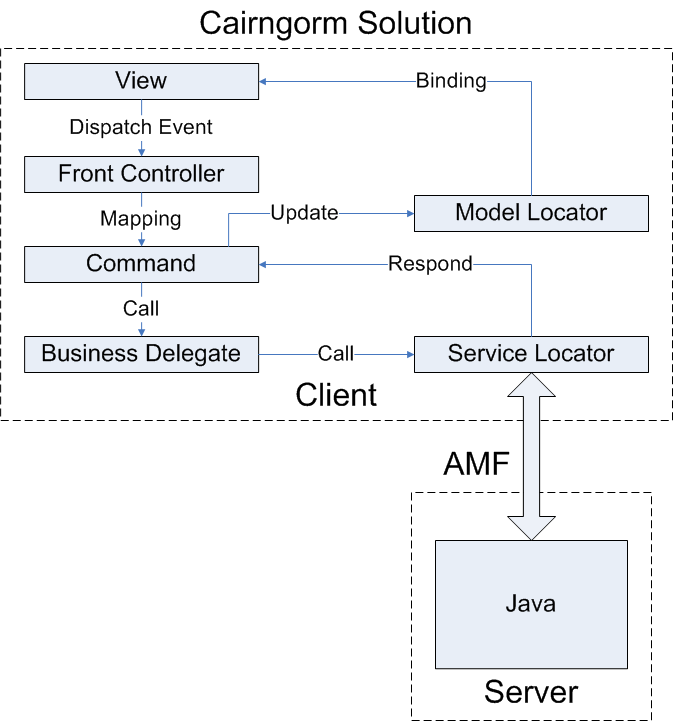 Cairngorm Solution
View
Binding
Dispatch Event
Front Controller
Mapping
Update
Model Locator
Command
Respond
Call
Business Delegate
Call
Service Locator
Client
AMF
Java
Server